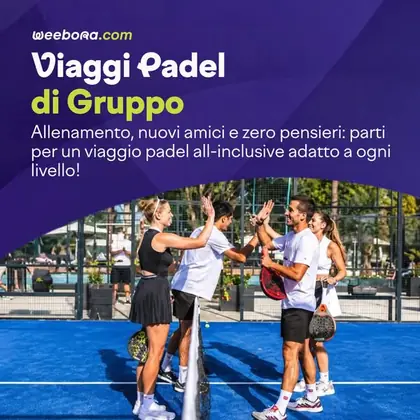 weebora.com
Viaggi Padel
di Gruppo
Allenamento, nuovi amici e zero pensieri: parti
per un viaggio padel all-inclusive adatto a ogni
livello!